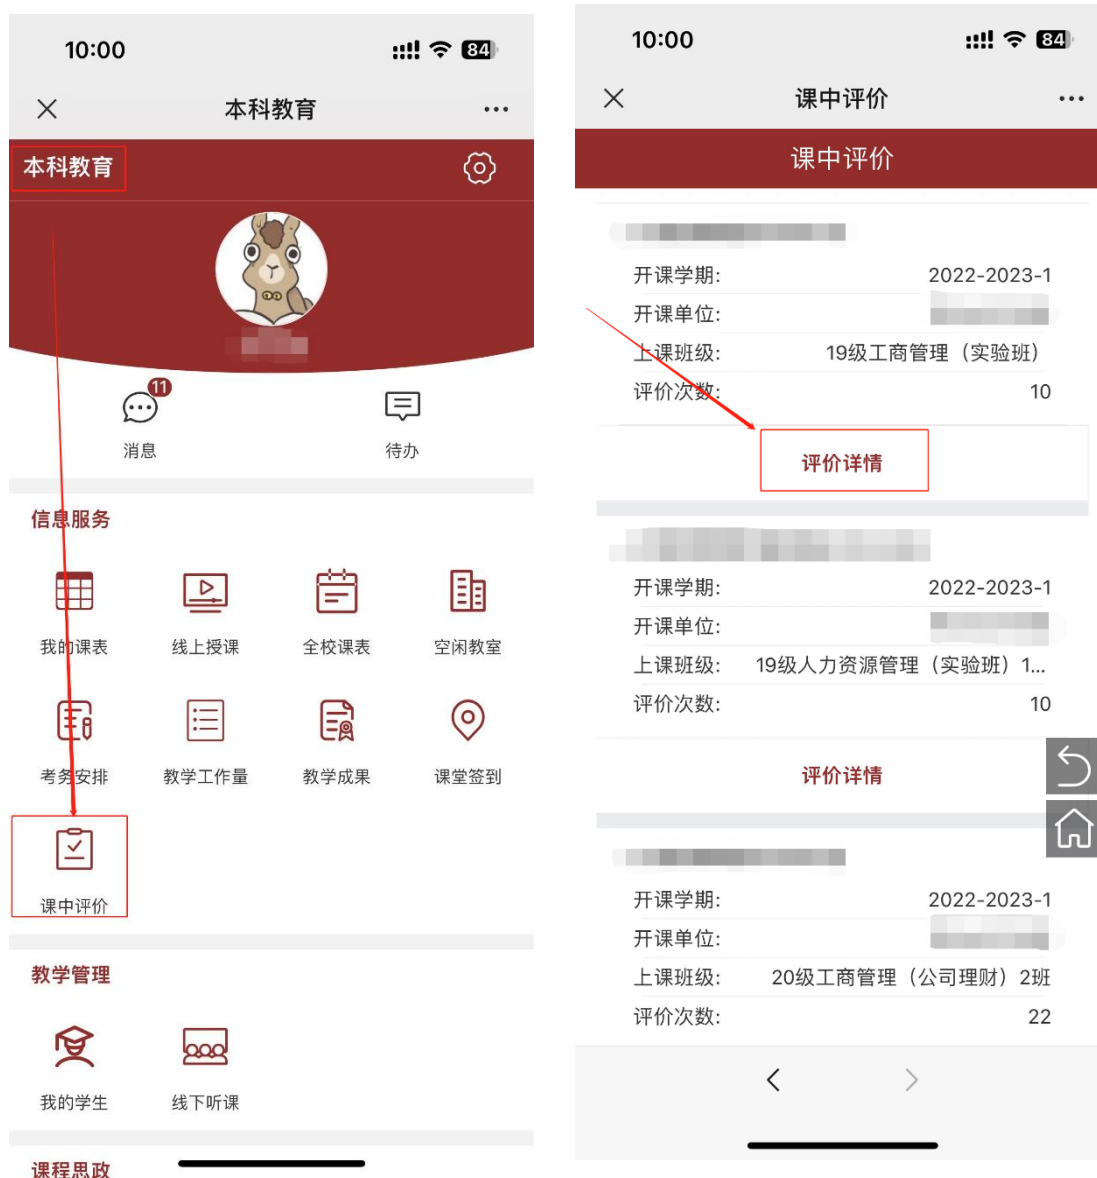 10:00
84
本科教育
本科教育
11
消息
待办
信息服务
我的课表
线上授课
全校课表
空闲教室
考务安排
教学工作量
教学成果
课堂签到
课中评价
教学管理
我的学生
线下听课
课程思政
10:00
84
课中评价
课中评价
开课学期: 2022-2023-1
开课单位:
上课班级: 19级工商管理（实验班）
评价次数: 10
评价详情
开课学期: 2022-2023-1
开课单位:
上课班级: 19级人力资源管理（实验班）1...
评价次数: 10
评价详情
开课学期: 2022-2023-1
开课单位:
上课班级: 20级工商管理（公司理财）2班
评价次数: 22